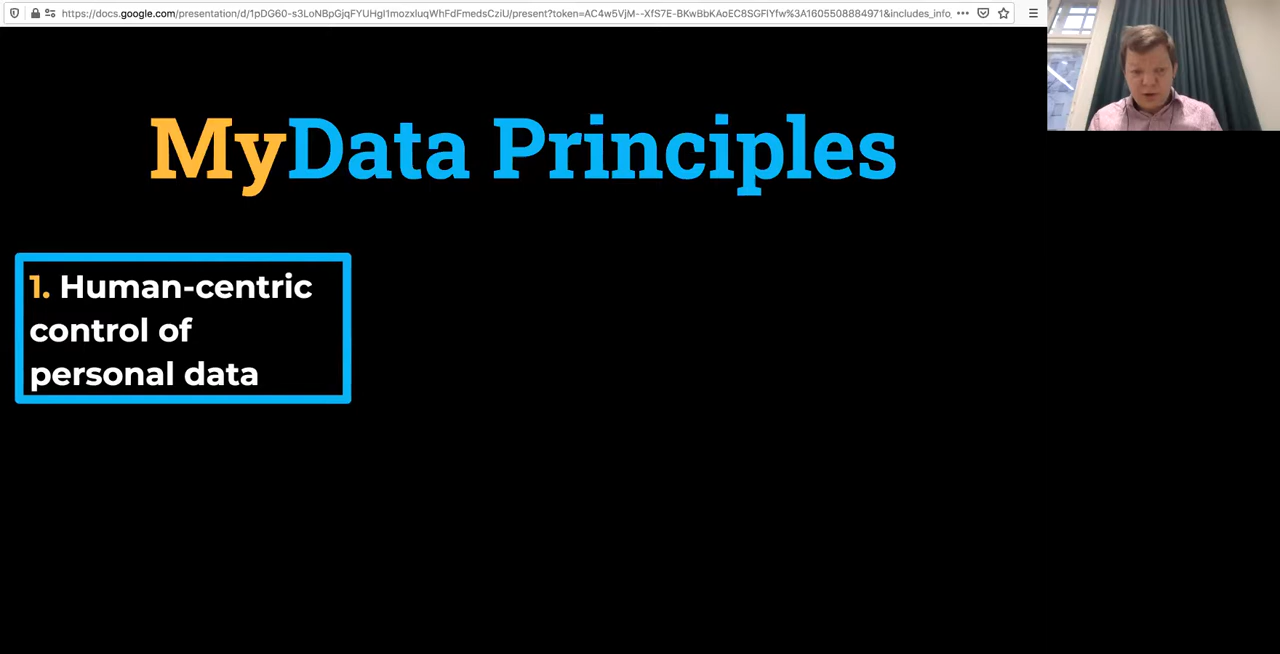 https://docs.google.com/presentation/d/1pDG60-s3LoNBpGjqFYUHgI1mozxluqWhFdFmedsCziU/present?token=AC4w5VjM--XfS7E-BKwBbKAoEC8SGFIYfw%3A1605508884971&includes_info_
MyData Principles
1. Human-centric
control of
personal data